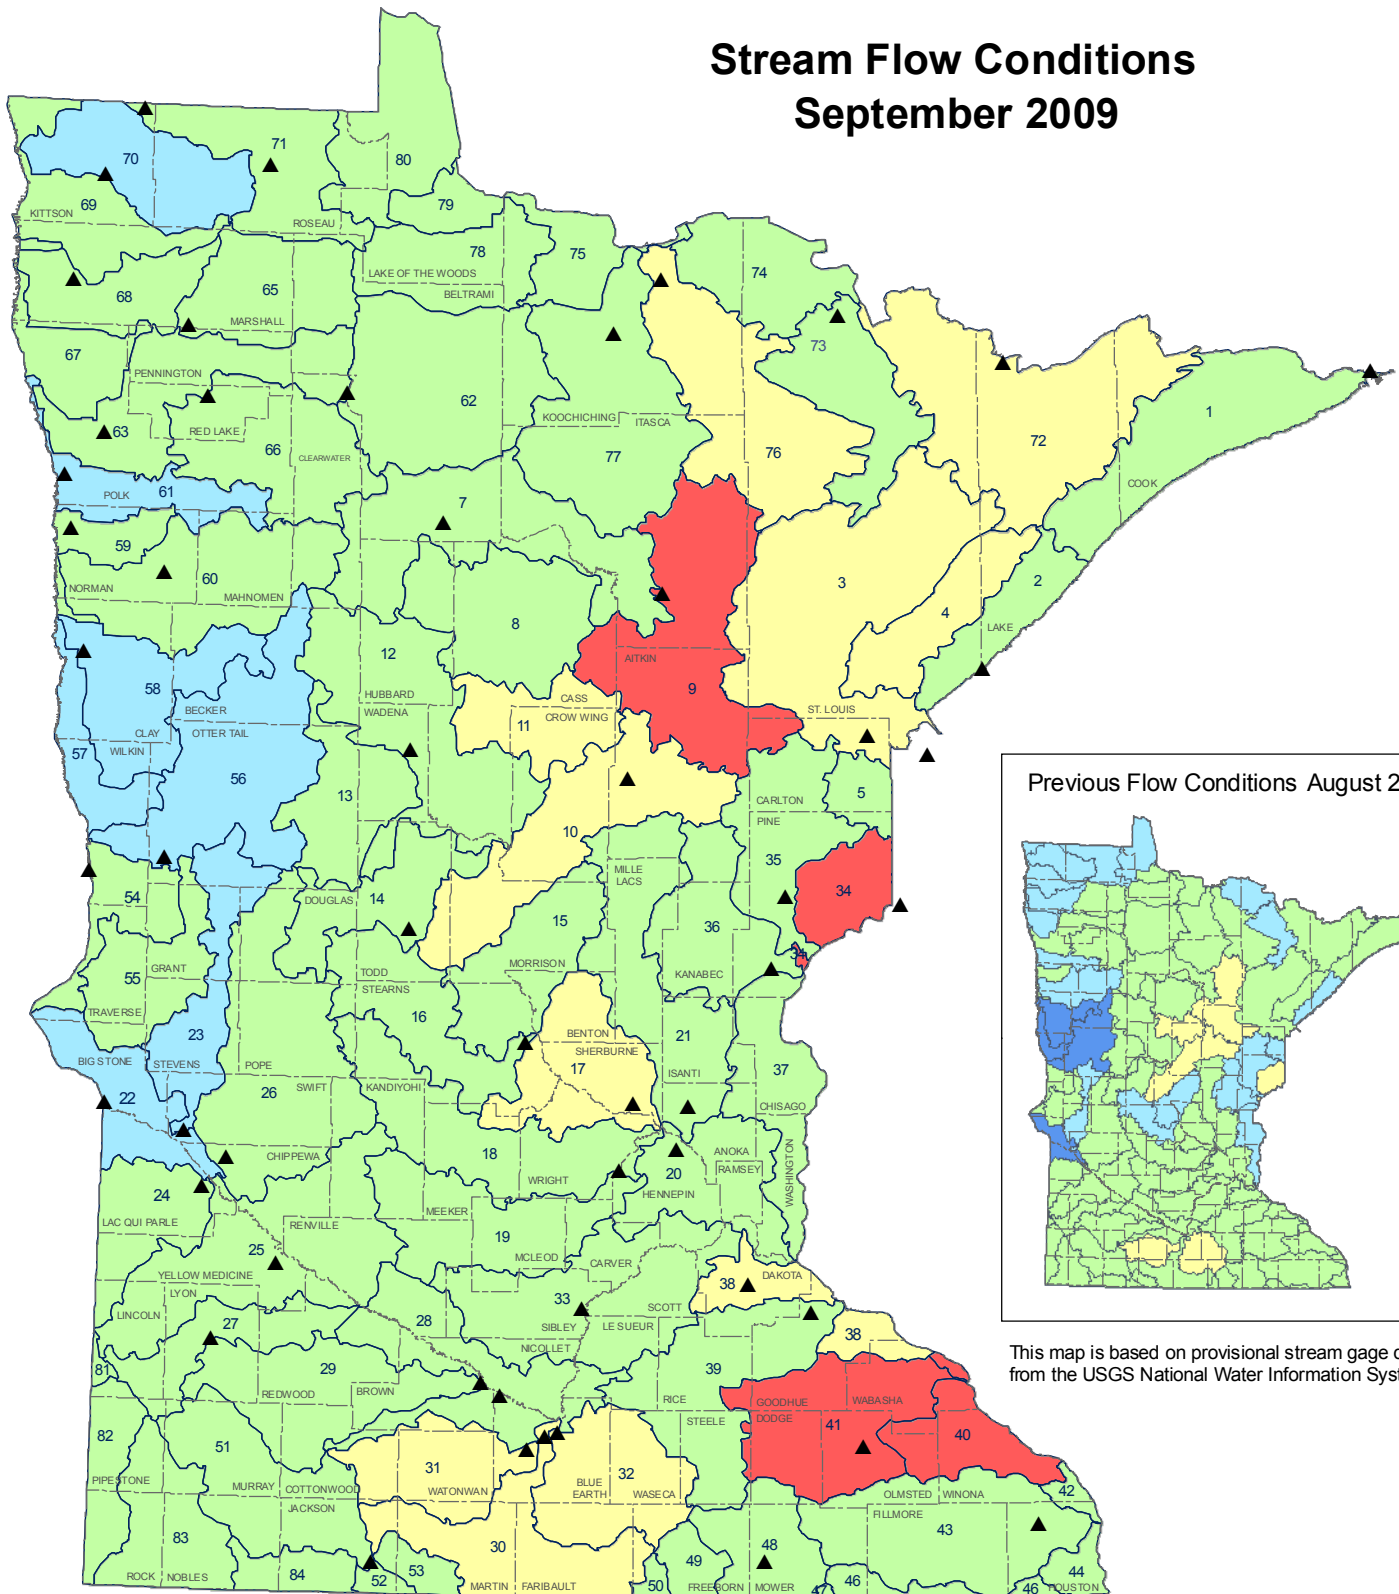 Stream Flow Conditions
September 2009
70
71
80
69
79
KITTSON
ROSEAU
78
75
74
LAKE OF THE WOODS
BELTRAMI
68
65
MARSHALL
73
67
PENNINGTON
62
KOOCHICHING
ITASCA
1
63
RED LAKE
66
CLEARWATER
77
76
72
COOK
POLK
61
7
59
60
NORMAN
MAHNOMEN
3
2
4
8
LAKE
12
AITKIN
9
58
HUBBARD
WADENA
CASS
CROW WING
ST. LOUIS
BECKER
OTTER TAIL
CLAY
WILKIN
57
11
56
13
CARLTON
5
PINE
10
Previous Flow Conditions August 2
MILLE
LACS
35
34
54
DOUGLAS
14
15
36
34
MORRISON
KANABEC
55
GRANT
TODD
STEARNS
TRAVERSE
16
23
BENTON
SHERBURNE
21
BIG STONE
STEVENS
POPE
17
ISANTI
37
22
26
SWIFT
KANDIYOHI
CHISAGO
CHIPPEWA
18
ANOKA
RAMSEY
WASHINGTON
20
24
WRIGHT
HENNEPIN
LAC QUI PARLE
RENVILLE
MEEKER
19
25
MCLEOD
CARVER
YELLOW MEDICINE
LYON
38
DAKOTA
LINCOLN
27
28
33
SCOTT
SIBLEY
LE SUEUR
NICOLLET
38
This map is based on provisional stream gage d
from the USGS National Water Information Syst
81
29
39
REDWOOD
BROWN
RICE
GOODHUE
WABASHA
STEELE
DODGE
82
51
41
40
31
32
PIPESTONE
MURRAY
COTTONWOOD
WATONWAN
BLUE
EARTH
WASECA
OLMSTED
WINONA
42
JACKSON
FILLMORE
43
83
30
48
49
ROCK
NOBLES
84
52
53
MARTIN
FARIBAULT
50
FREEBORN
MOWER
47
46
46
44
HOUSTON